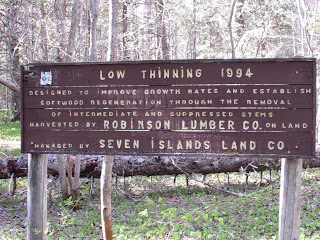 LOW THINNING 1994
DESIGNED TO IMPROVE GROWTH RATES AND ESTABLISH
SOFTWOOD REGENERATION THROUGH THE REMOVAL
OF INTERMEDIATE AND SUPPRESSED STEMS
HARVESTED BY ROBINSON LUMBER CO. ON LAND
MANAGED BY SEVEN ISLANDS LAND CO.